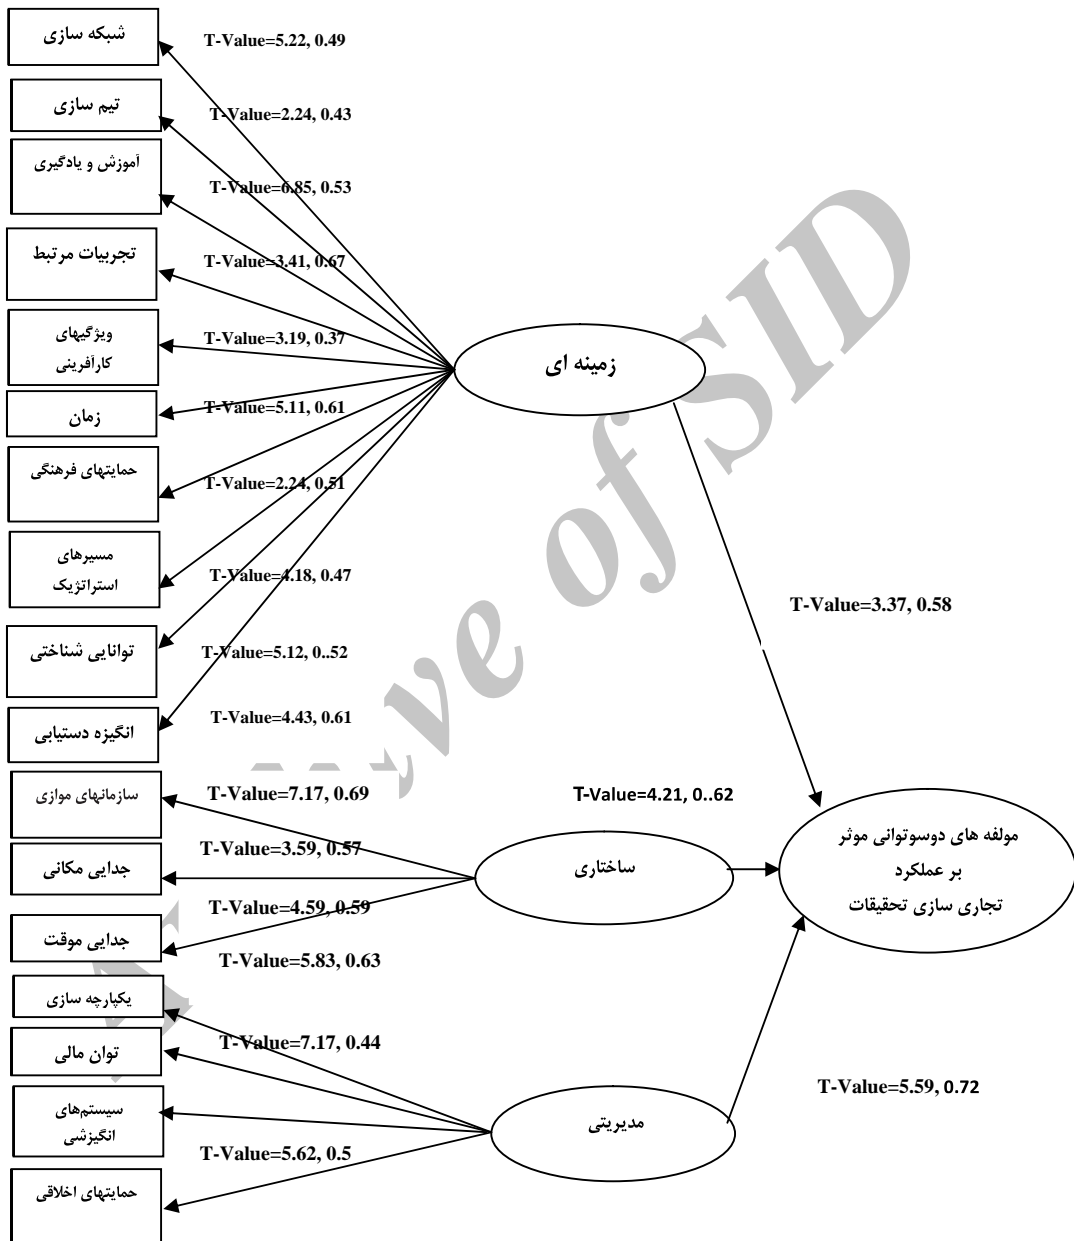 شبکه سازی
T-Value=5.22, 0.49
تیم سازی
T-Value=2.24, 0.43
آموزش و یادگیری
T-Value=6.85, 0.53
تجربیات مرتبط
T-Value=3.41, 0.67
ویژگیهای
کارآفرینی
T-Value=3.19, 0.37
زمینه ای
زمان
T-Value=5.11, 0.61
حمایتهای فرهنگی
T-Value=2.24, 0.51
مسیرهای
استراتژیک
T-Value=4.18, 0.47
T-Value=3.37, 0.58
توانایی شناختی
T-Value=5.12, 0..52
انگیزه دستیابی
T-Value=4.43, 0.61
سازمانهای موازی
T-Value=7.17, 0.69
T-Value=4.21, 0..62
جدایی مکانی
T-Value=3.59, 0.57
ساختاری
مولفه های دوسوتوانی موثر
بر عملکرد
تجاری سازی تحقیقات
T-Value=4.59, 0.59
جدایی موقت
T-Value=5.83, 0.63
یکپارچه سازی
توان مالی
T-Value=7.17, 0.44
سیستم‌های
انگیزشی
مدیریتی
T-Value=5.59, 0.72
T-Value=5.62, 0.5
حمایتهای اخلاقی
ive of SID